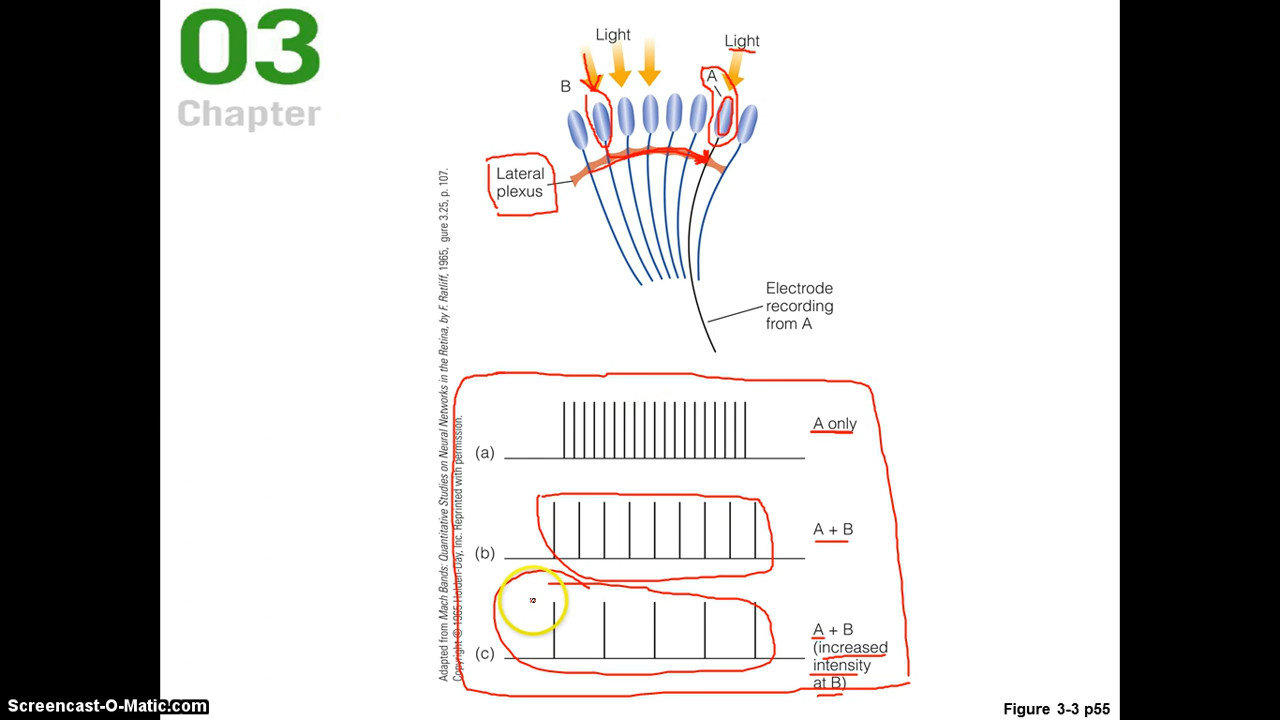 03
Chapter
Light
Light
B
A
Lateral
plexus
Electrode
recording
from A
Adapted from Mach Bands: Quantitative Studies on Neural Networks in the Retina, by F. Ratliff, 1965, gure 3.25, p. 107.
Copyright © 1965 Holden-Day, Inc. Reprinted with permission.
(a)
A only
(b)
A + B
(c)
A + B
(increased
intensity
at B)
Screencast-O-Matic.com
Figure 3-3 p55